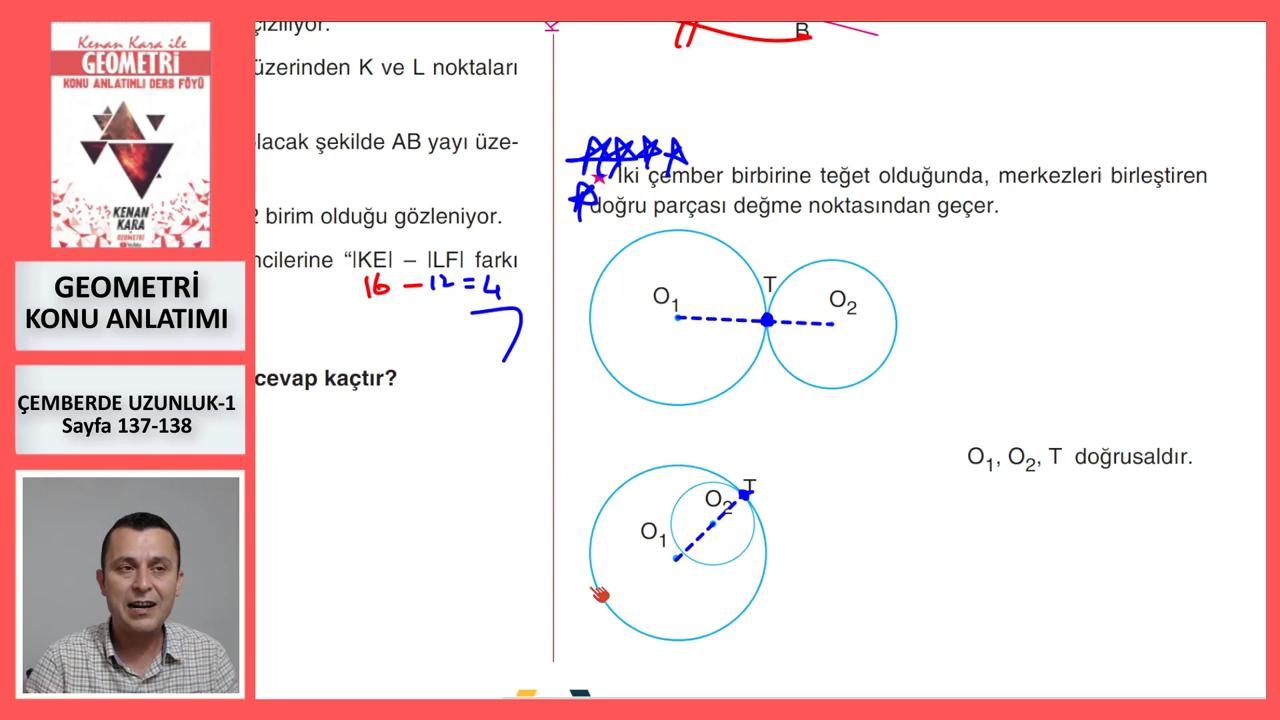 Kenan Kara ile
GEOMETRİ
KONU ANLATIMLI DERS FÖYÜ
KENAN
KARA
GEOMETRİ
GEOMETRİ
KONU ANLATIMI
ÇEMBERDE UZUNLUK-1
Sayfa 137-138
çiziliyor.
üzerinden K ve L noktaları
olacak şekilde AB yayı üze-
2 birim olduğu gözleniyor.
ncilerine “|KE| – |LF| farkı
16 – 12 = 4
cevap kaçtır?
K
B
İki çember birbirine teğet olduğunda, merkezleri birleştiren
doğru parçası değme noktasından geçer.
T
O1
O2
O1, O2, T doğrusaldır.
T
O2
O1